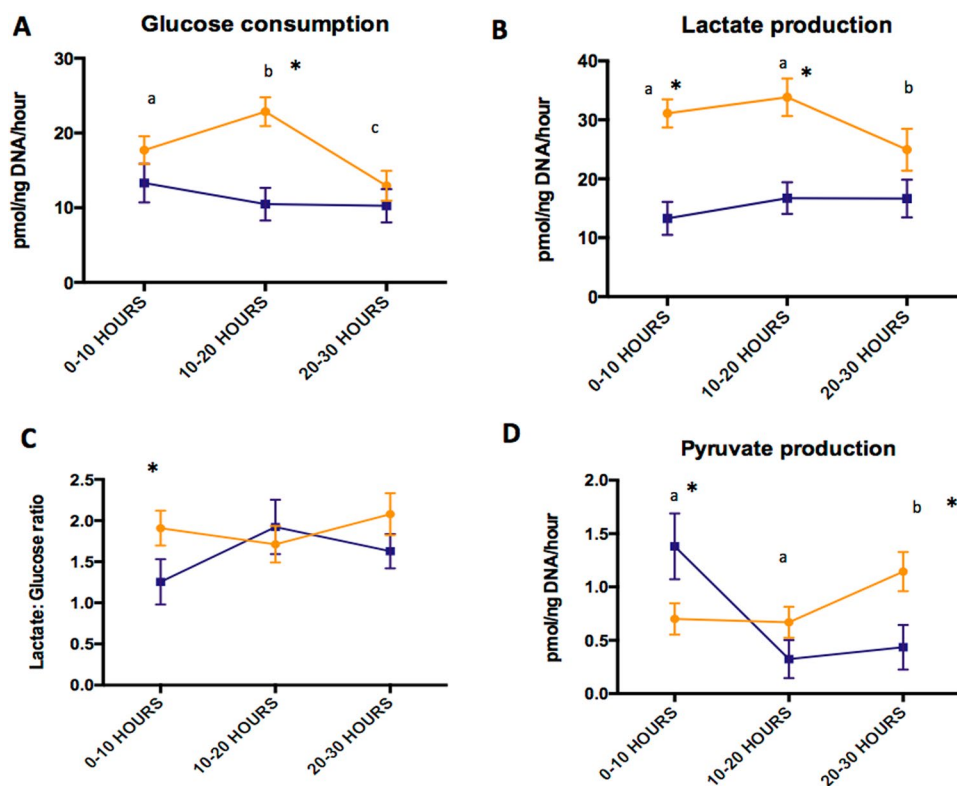 A
Glucose consumption
pmol/ng DNA/hour
30
20
10
0
a
b
*
c
0-10 HOURS
10-20 HOURS
20-30 HOURS
B
Lactate production
pmol/ng DNA/hour
40
30
20
10
0
a
*
a
*
b
0-10 HOURS
10-20 HOURS
20-30 HOURS
C
Lactate: Glucose ratio
2.5
2.0
1.5
1.0
0.5
0.0
*
0-10 HOURS
10-20 HOURS
20-30 HOURS
D
Pyruvate production
pmol/ng DNA/hour
2.0
1.5
1.0
0.5
0.0
a
*
a
b
*
0-10 HOURS
10-20 HOURS
20-30 HOURS